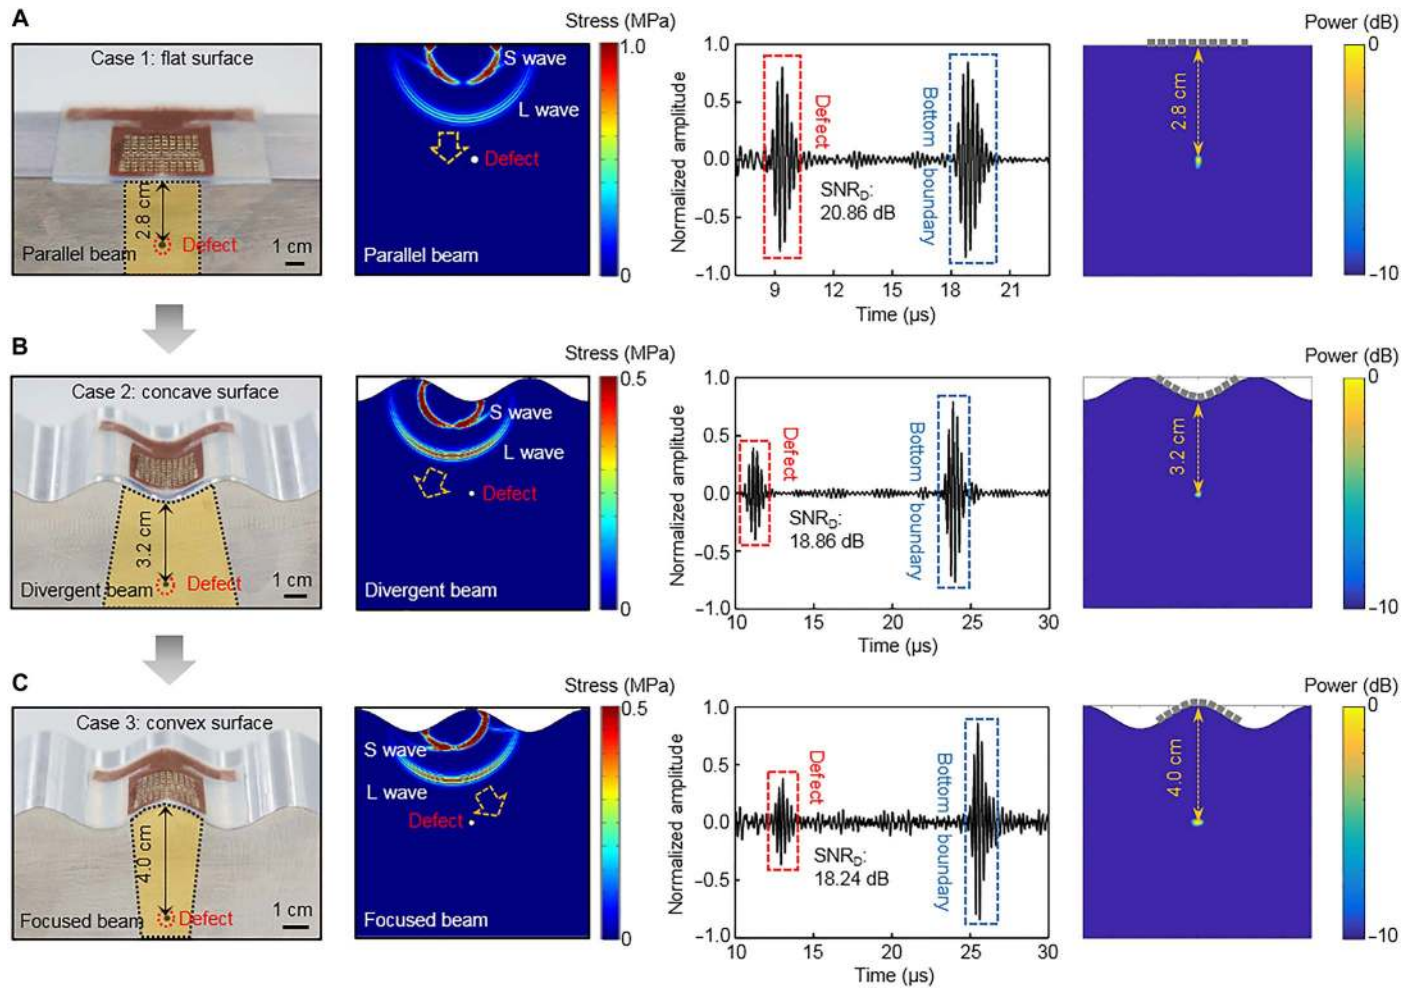 A
Case 1: flat surface
2.8 cm
Defect
Parallel beam
1 cm
Stress (MPa)
1.0
0
S wave
L wave
Defect
Parallel beam
Normalized amplitude
1.0
0.5
0.0
−0.5
−1.0
Defect
SNRD:
20.86 dB
Bottom boundary
9
12
15
18
21
Time (µs)
Power (dB)
0
−10
2.8 cm
B
Case 2: concave surface
3.2 cm
Defect
Divergent beam
1 cm
Stress (MPa)
0.5
0
S wave
L wave
Defect
Divergent beam
Normalized amplitude
1.0
0.5
0.0
−0.5
−1.0
Defect
SNRD:
18.86 dB
Bottom boundary
10
15
20
25
30
Time (µs)
Power (dB)
0
−10
3.2 cm
C
Case 3: convex surface
4.0 cm
Defect
Focused beam
1 cm
Stress (MPa)
0.5
0
S wave
L wave
Defect
Focused beam
Normalized amplitude
1.0
0.5
0.0
−0.5
−1.0
Defect
SNRD:
18.24 dB
Bottom boundary
10
15
20
25
30
Time (µs)
Power (dB)
0
−10
4.0 cm